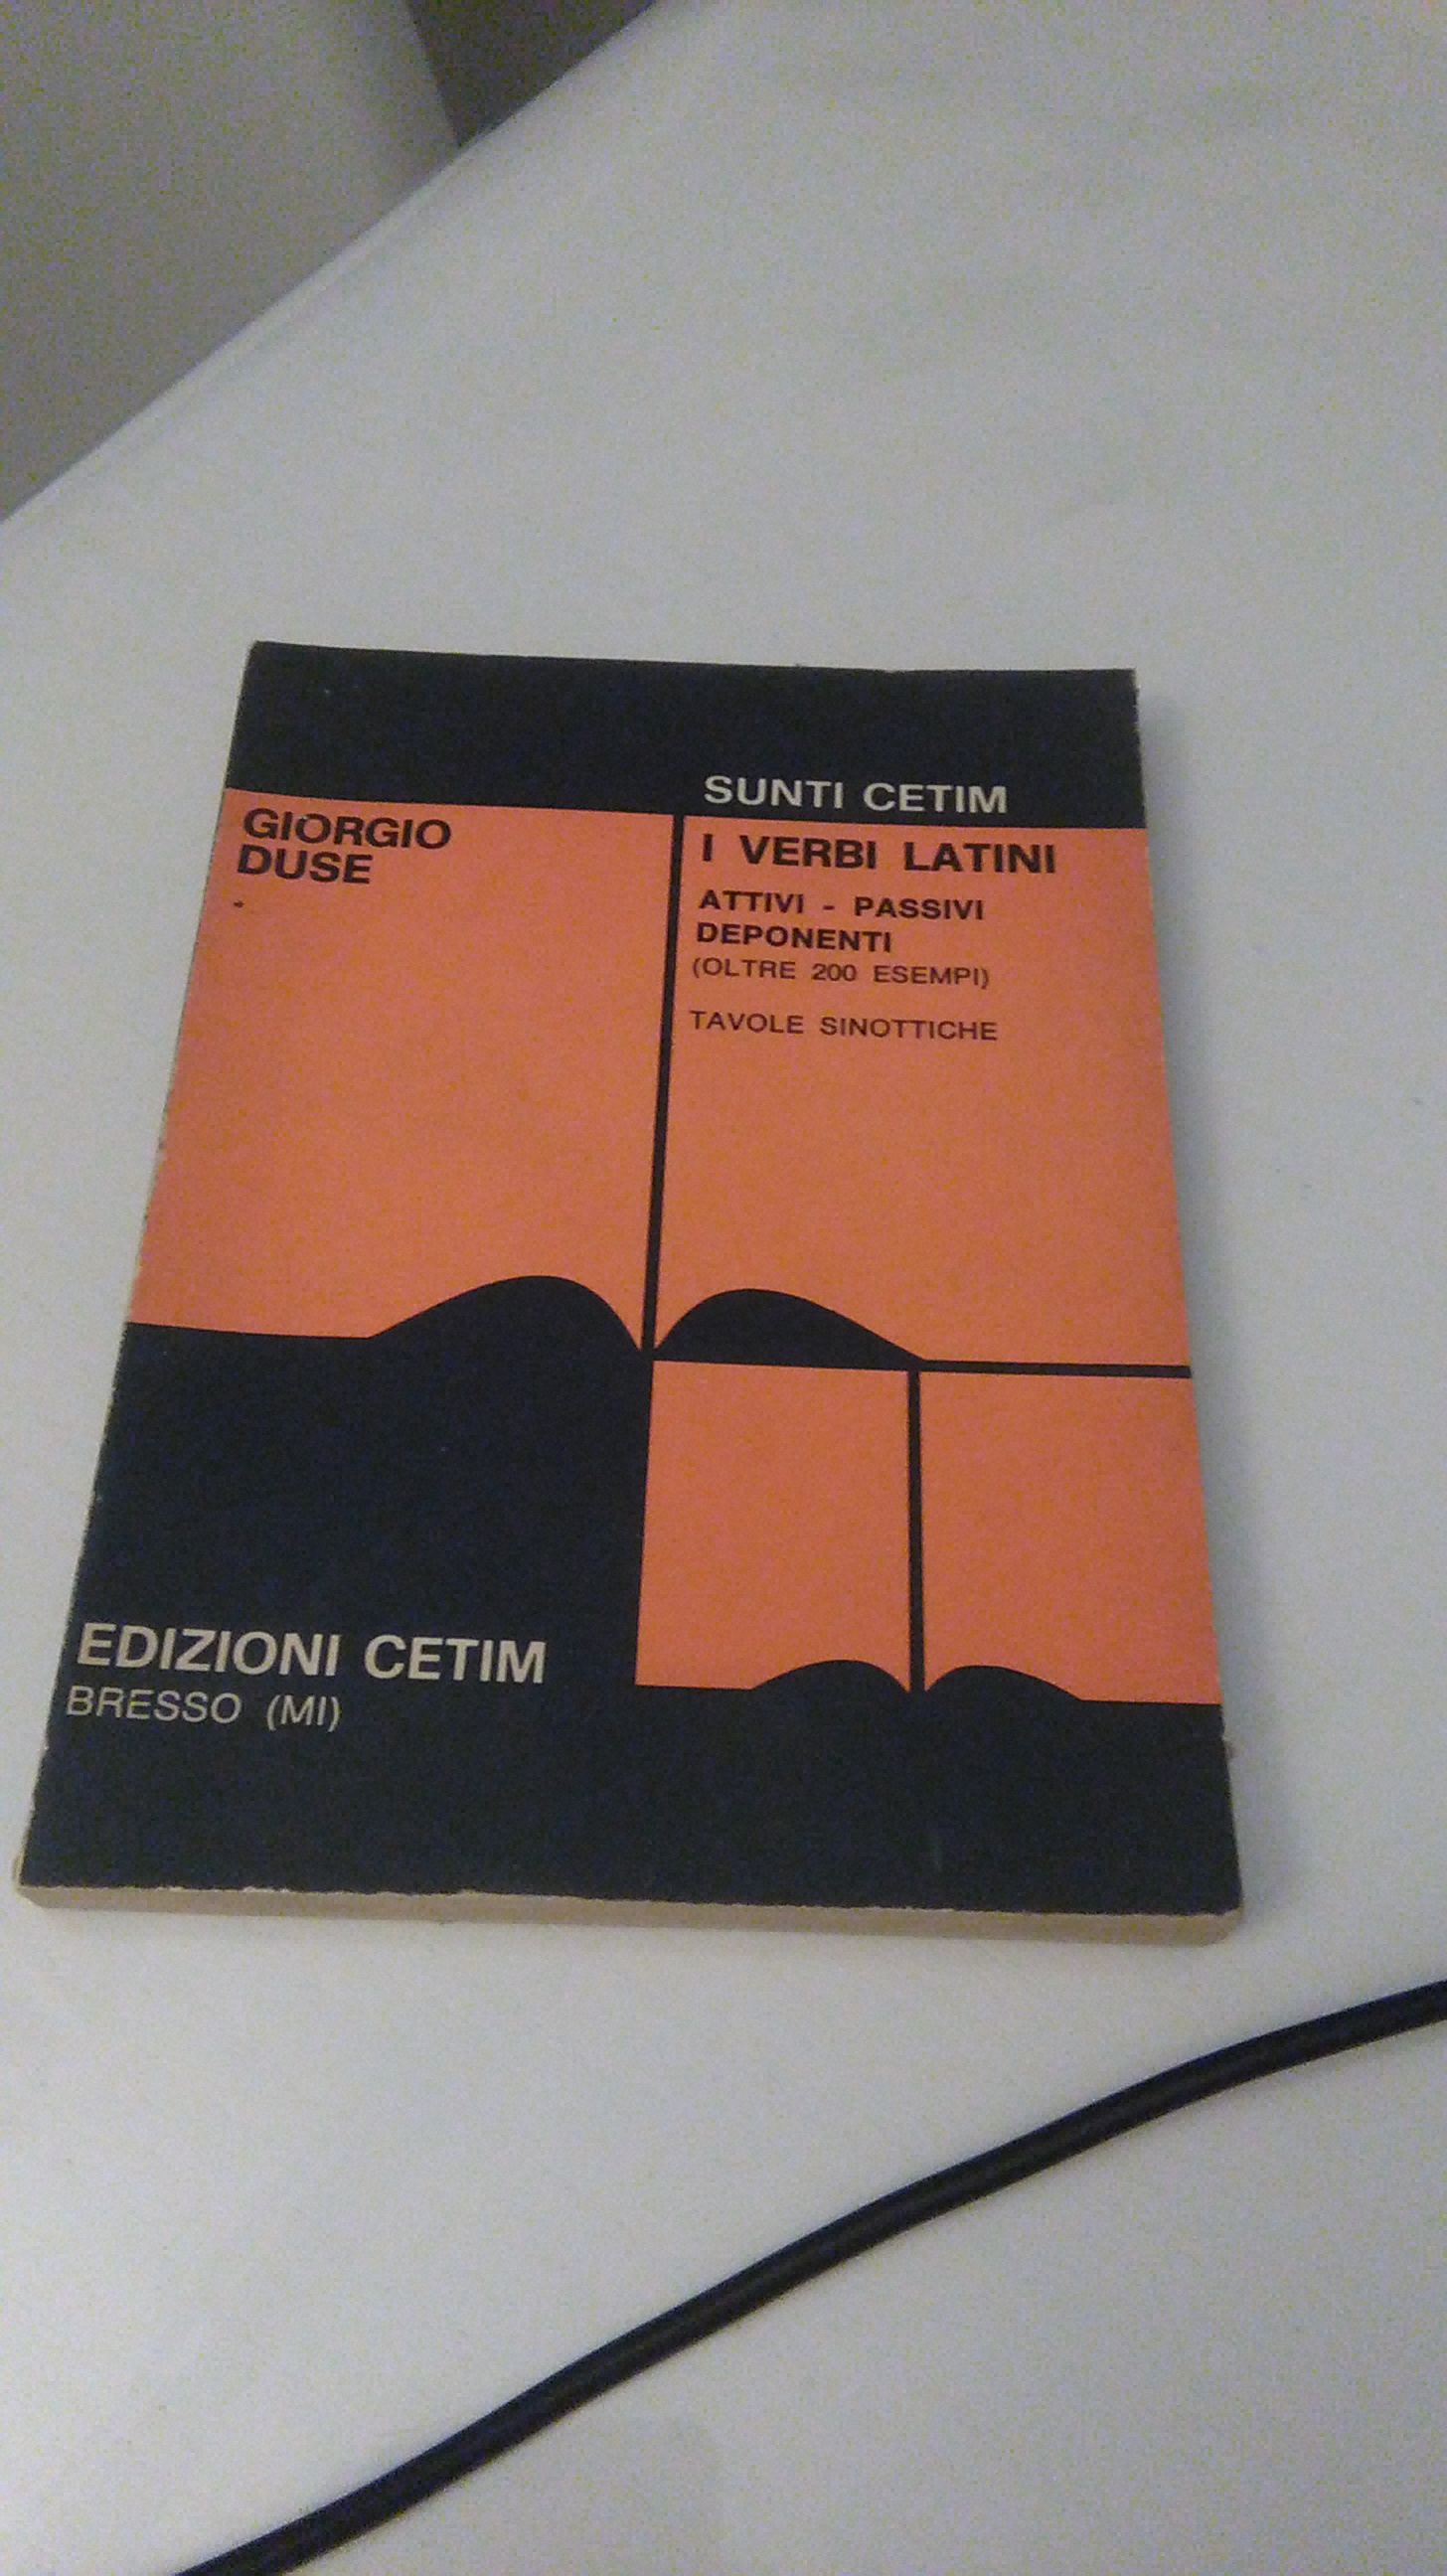 SUNTI CETIM
GIORGIO
DUSE
I VERBI LATINI
ATTIVI - PASSIVI
DEPONENTI
(OLTRE 200 ESEMPI)
TAVOLE SINOTTICHE
EDIZIONI CETIM
BRESSO (MI)